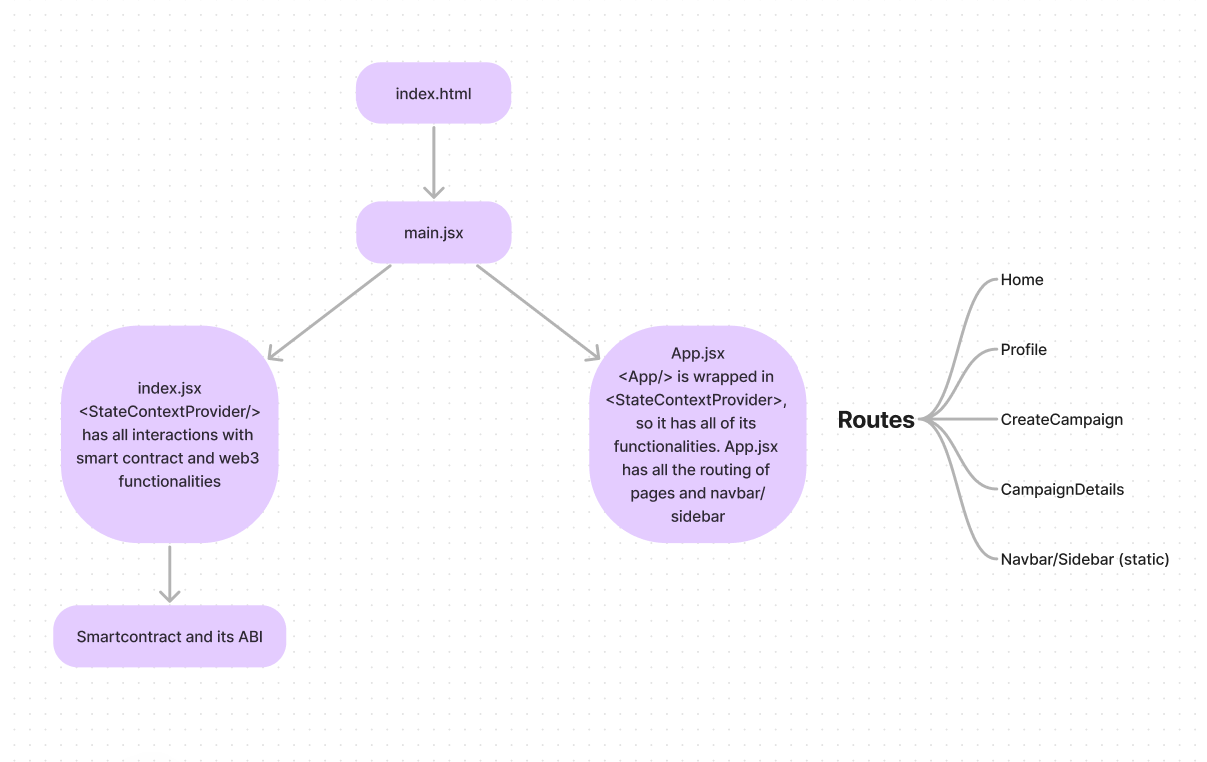 index.html
main.jsx
index.jsx
<StateContextProvider/>
has all interactions with
smart contract and web3
functionalities
Smartcontract and its ABI
App.jsx
<App/> is wrapped in
<StateContextProvider>,
so it has all of its
functionalities. App.jsx
has all the routing of
pages and navbar/
sidebar
Routes
Home
Profile
CreateCampaign
CampaignDetails
Navbar/Sidebar (static)